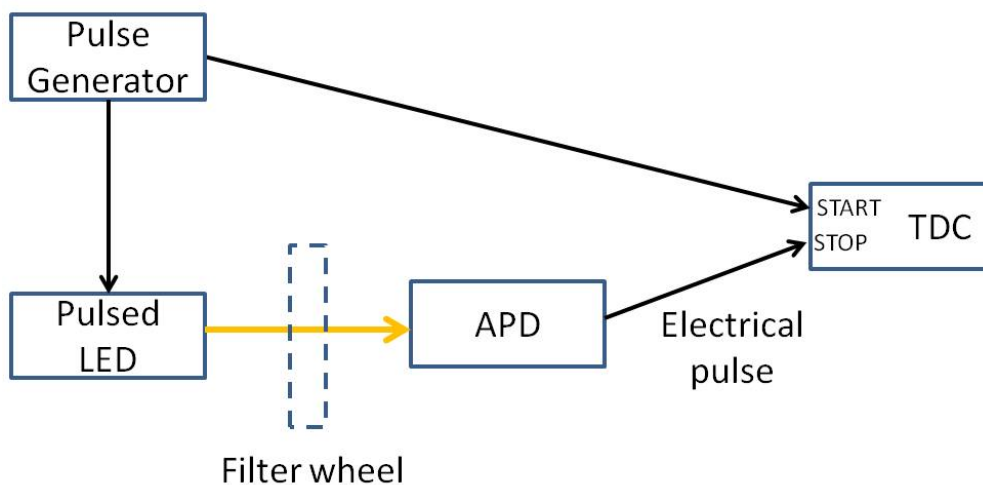 Pulse
Generator
START
TDC
STOP
Pulsed
LED
APD
Electrical
pulse
Filter wheel